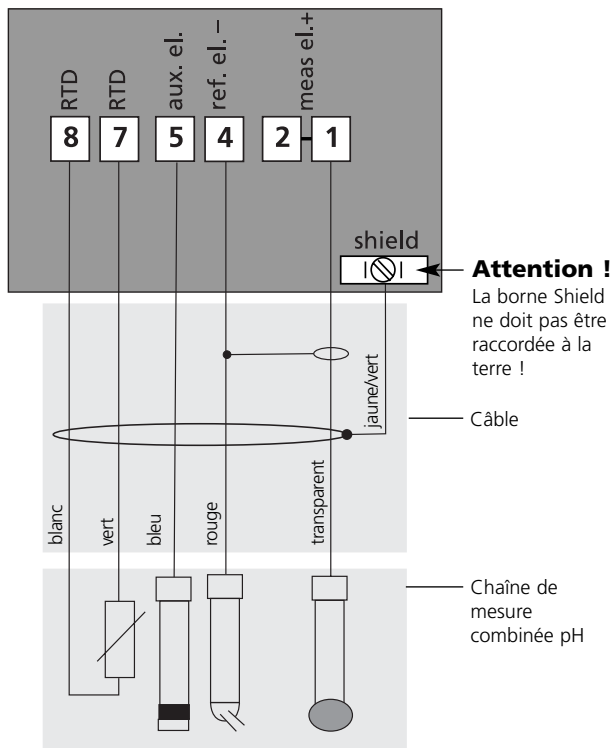 RTD
RTD
aux. el.
ref. el. –
meas el.+
8
7
5
4
2
1
shield
Attention !
La borne Shield
ne doit pas être
raccordée à la
terre !
jaune/vert
Câble
blanc
vert
bleu
rouge
transparent
Chaîne de
mesure
combinée pH